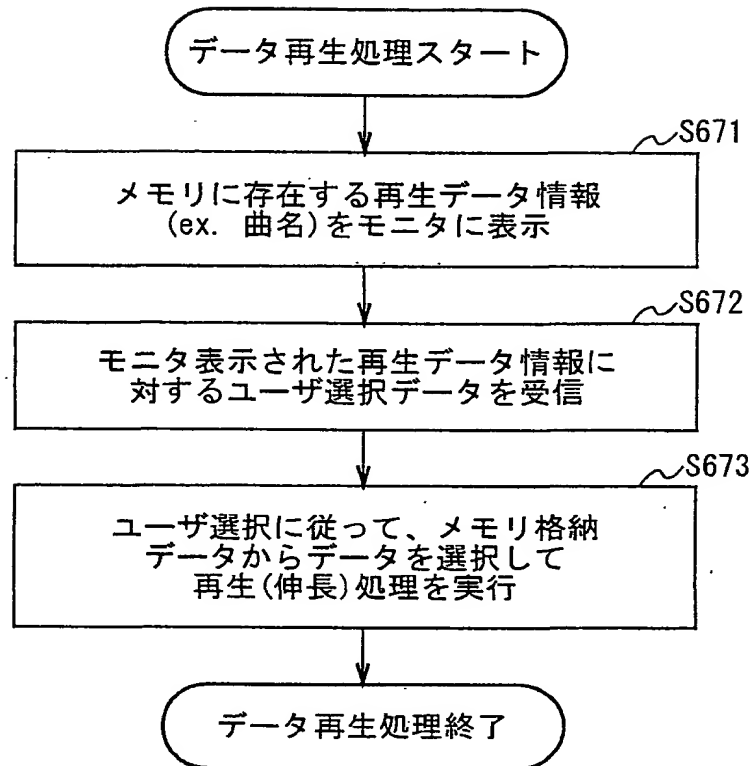 データ再生処理スタート
S671
メモリに存在する再生データ情報
(ex. 曲名)をモニタに表示
S672
モニタ表示された再生データ情報に
対するユーザ選択データを受信
S673
ユーザ選択に従って、メモリ格納
データからデータを選択して
再生(伸長)処理を実行
データ再生処理終了